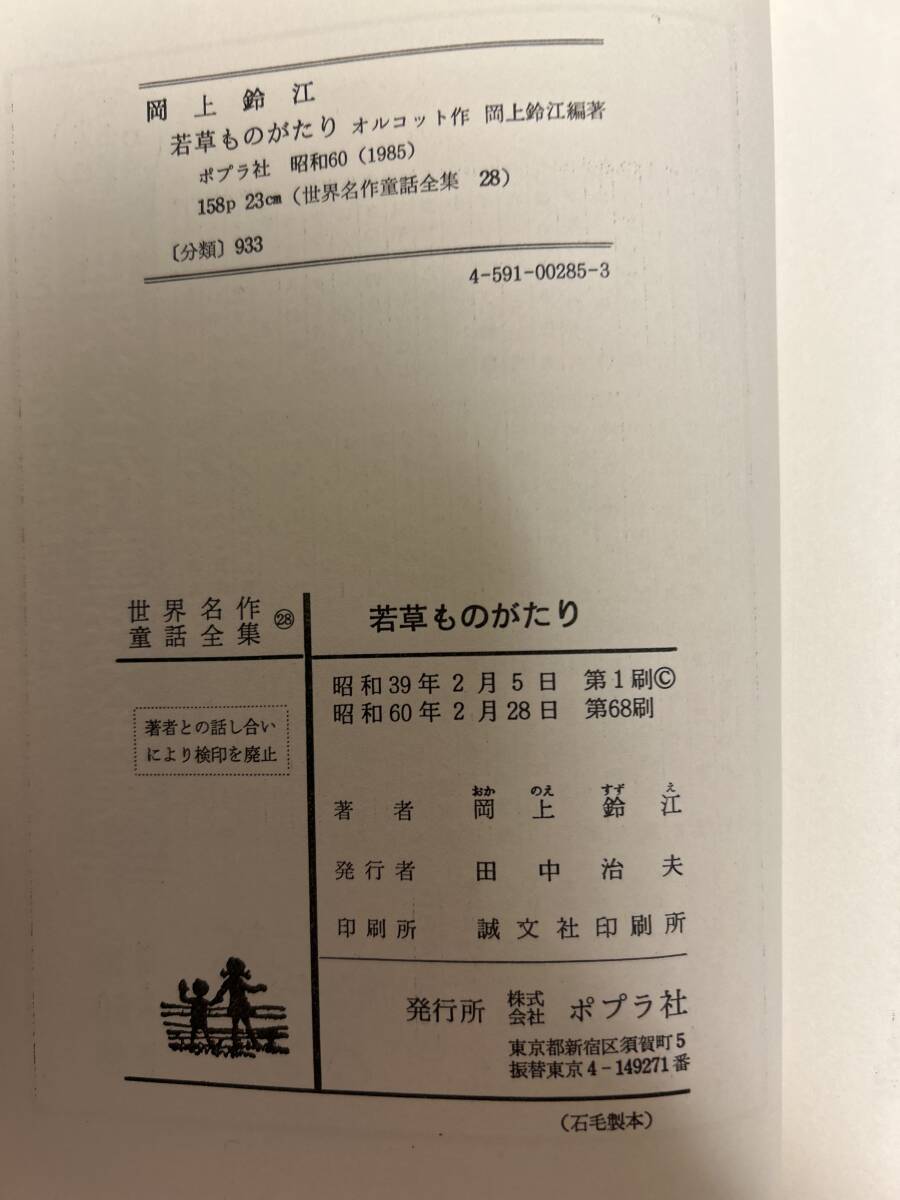 岡上鈴江
若草ものがたり オルコット作 岡上鈴江編著
ポプラ社 昭和60（1985）
158p 23cm（世界名作童話全集 28）
〔分類〕933
4-591-00285-3
世界名作
童話全集 ㉘
若草ものがたり
昭和39年2月5日 第1刷©
昭和60年2月28日 第68刷
著者との話し合い
により検印を廃止
おか のえ すず え
著者 岡上鈴江
発行者 田中治夫
印刷所 誠文社印刷所
発行所 株式会社 ポプラ社
東京都新宿区須賀町5
振替東京4-149271番
（石毛製本）